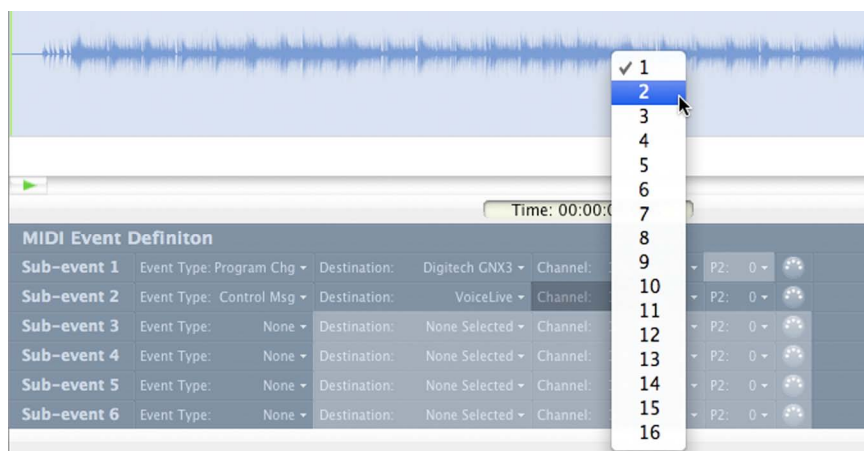 ✓ 1
2
3
4
5
6
7
8
9
10
11
12
13
14
15
16
Time: 00:00:
MIDI Event Definiton
Sub-event 1 Event Type: Program Chg Destination: Digitech GNX3 Channel: P2: 0
Sub-event 2 Event Type: Control Msg Destination: VoiceLive Channel: P2: 0
Sub-event 3 Event Type: None Destination: None Selected Channel: P2: 0
Sub-event 4 Event Type: None Destination: None Selected Channel: P2: 0
Sub-event 5 Event Type: None Destination: None Selected Channel: P2: 0
Sub-event 6 Event Type: None Destination: None Selected Channel: P2: 0